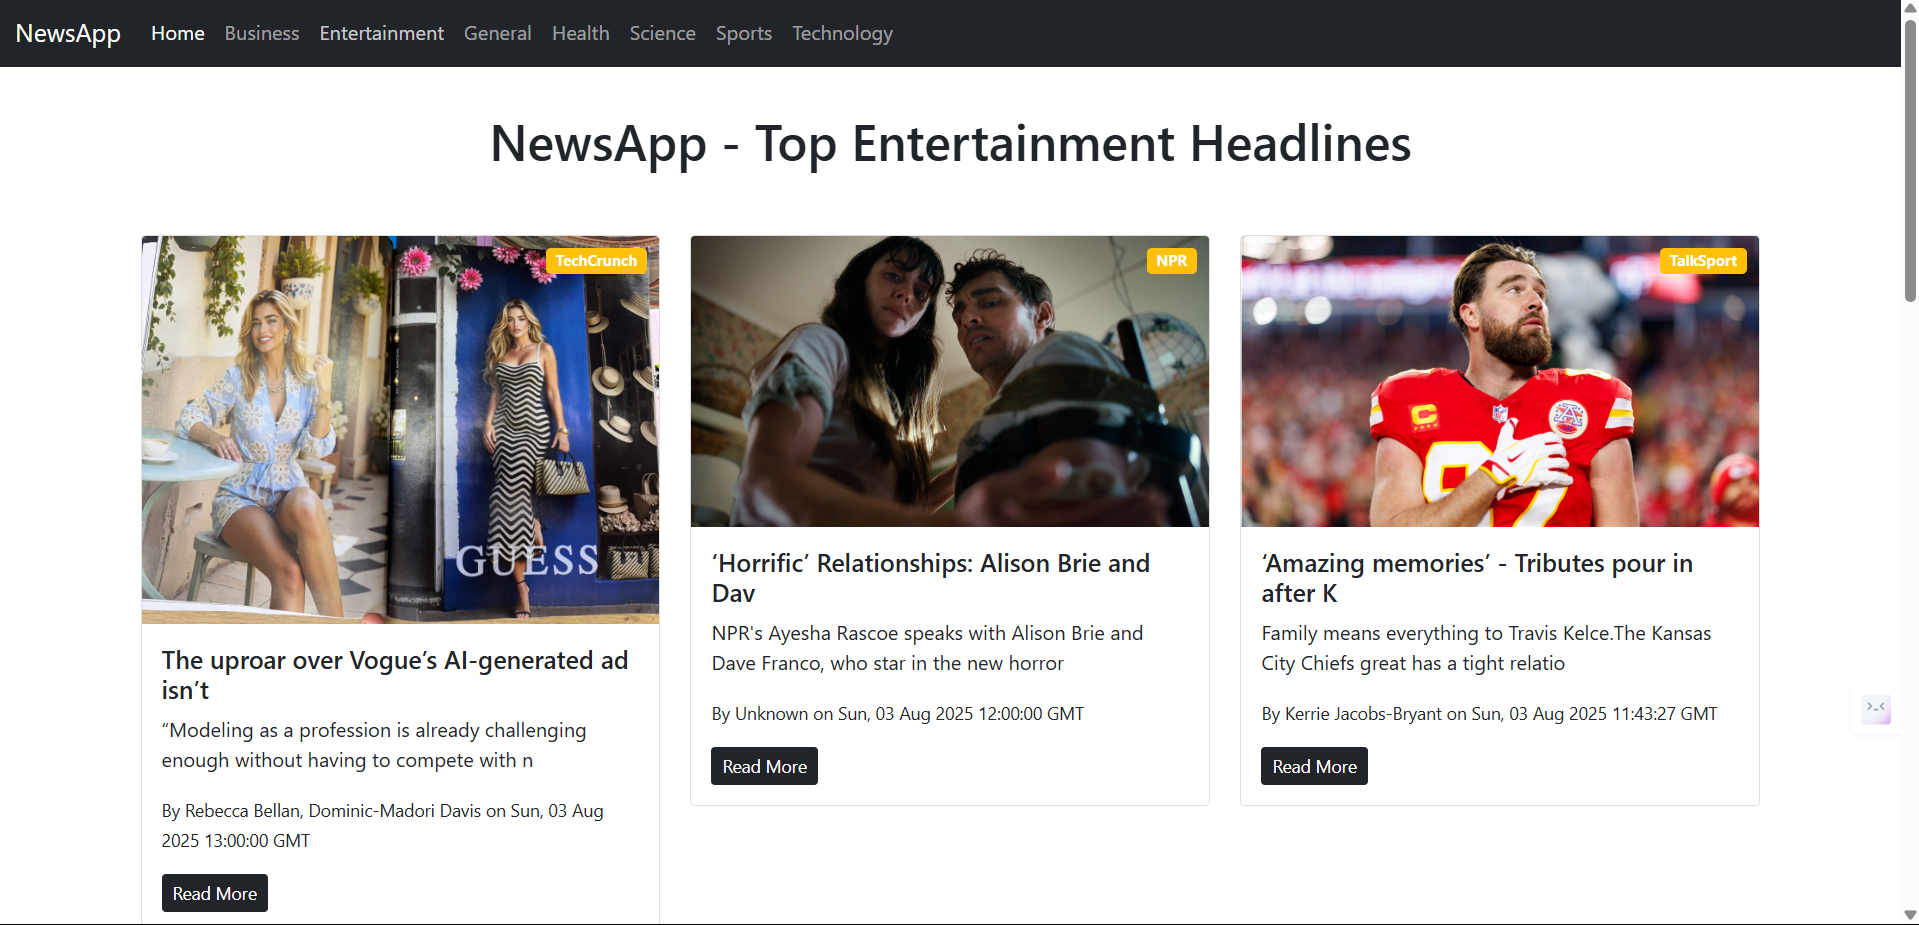 NewsApp Home Business Entertainment General Health Science Sports Technology
NewsApp - Top Entertainment Headlines
TechCrunch
GUESS
The uproar over Vogue’s AI-generated ad
isn’t
“Modeling as a profession is already challenging
enough without having to compete with n
By Rebecca Bellan, Dominic-Madori Davis on Sun, 03 Aug
2025 13:00:00 GMT
Read More
NPR
‘Horrific’ Relationships: Alison Brie and
Dav
NPR's Ayesha Rascoe speaks with Alison Brie and
Dave Franco, who star in the new horror
By Unknown on Sun, 03 Aug 2025 12:00:00 GMT
Read More
TalkSport
C
‘Amazing memories’ - Tributes pour in
after K
Family means everything to Travis Kelce.The Kansas
City Chiefs great has a tight relatio
By Kerrie Jacobs-Bryant on Sun, 03 Aug 2025 11:43:27 GMT
Read More